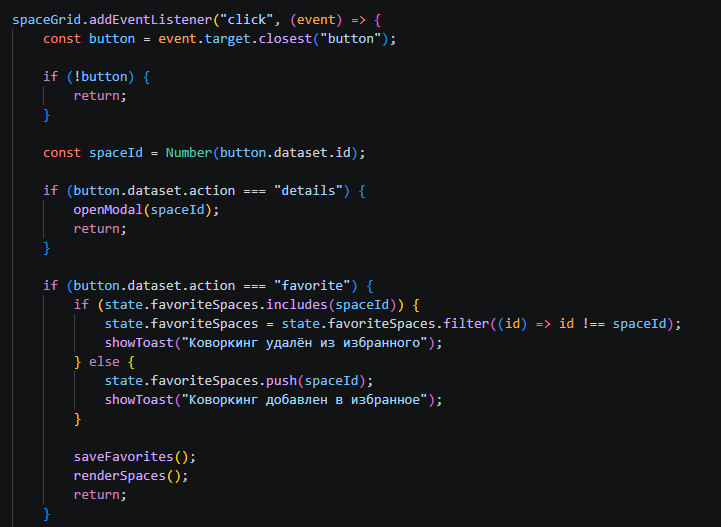 spaceGrid.addEventListener("click", (event) => {
    const button = event.target.closest("button");

    if (!button) {
        return;
    }

    const spaceId = Number(button.dataset.id);

    if (button.dataset.action === "details") {
        openModal(spaceId);
        return;
    }

    if (button.dataset.action === "favorite") {
        if (state.favoriteSpaces.includes(spaceId)) {
            state.favoriteSpaces = state.favoriteSpaces.filter((id) => id !== spaceId);
            showToast("Коворкинг удалён из избранного");
        } else {
            state.favoriteSpaces.push(spaceId);
            showToast("Коворкинг добавлен в избранное");
        }

        saveFavorites();
        renderSpaces();
        return;
    }